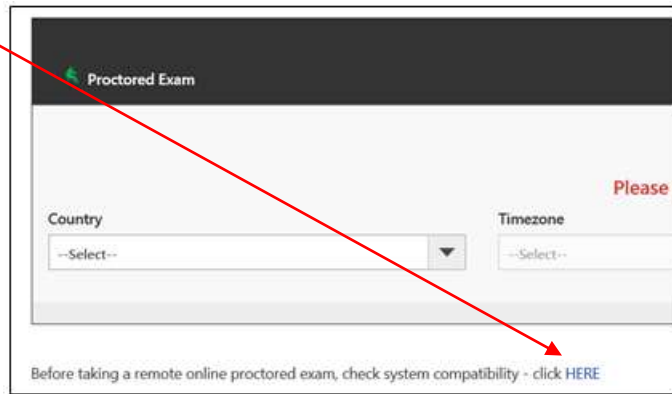 Proctored Exam
Please
Country
Timezone
--Select--
--Select--
Before taking a remote online proctored exam, check system compatibility - click HERE